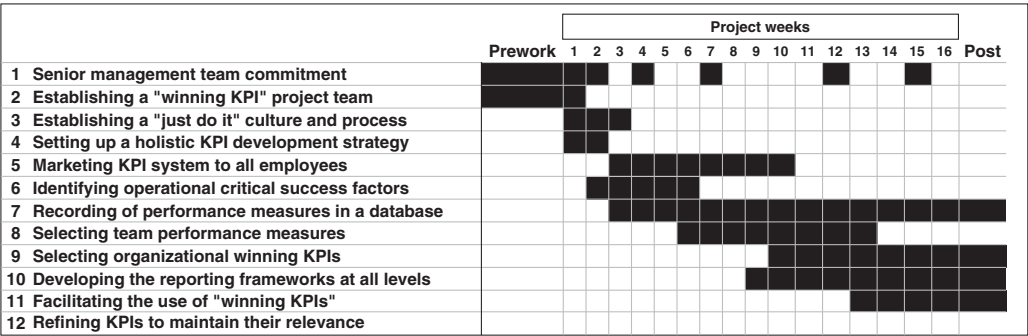 Project weeks
Prework 1 2 3 4 5 6 7 8 9 10 11 12 13 14 15 16 Post
1 Senior management team commitment
2 Establishing a "winning KPI" project team
3 Establishing a "just do it" culture and process
4 Setting up a holistic KPI development strategy
5 Marketing KPI system to all employees
6 Identifying operational critical success factors
7 Recording of performance measures in a database
8 Selecting team performance measures
9 Selecting organizational winning KPIs
10 Developing the reporting frameworks at all levels
11 Facilitating the use of "winning KPIs"
12 Refining KPIs to maintain their relevance